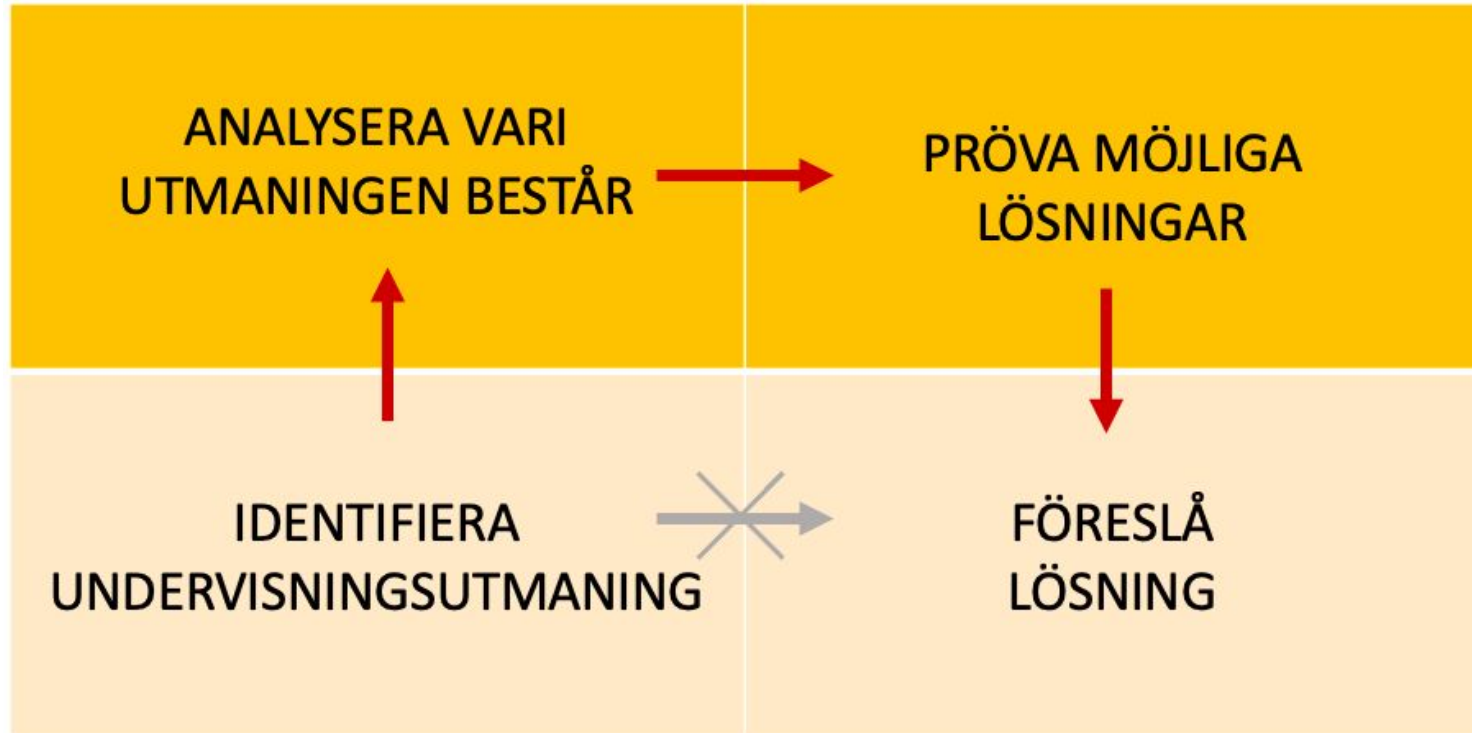 ANALYSERA VARI
UTMANINGEN BESTÅR
PRÖVA MÖJLIGA
LÖSNINGAR
IDENTIFIERA
UNDERVISNINGSUTMANING
FÖRESLÅ
LÖSNING